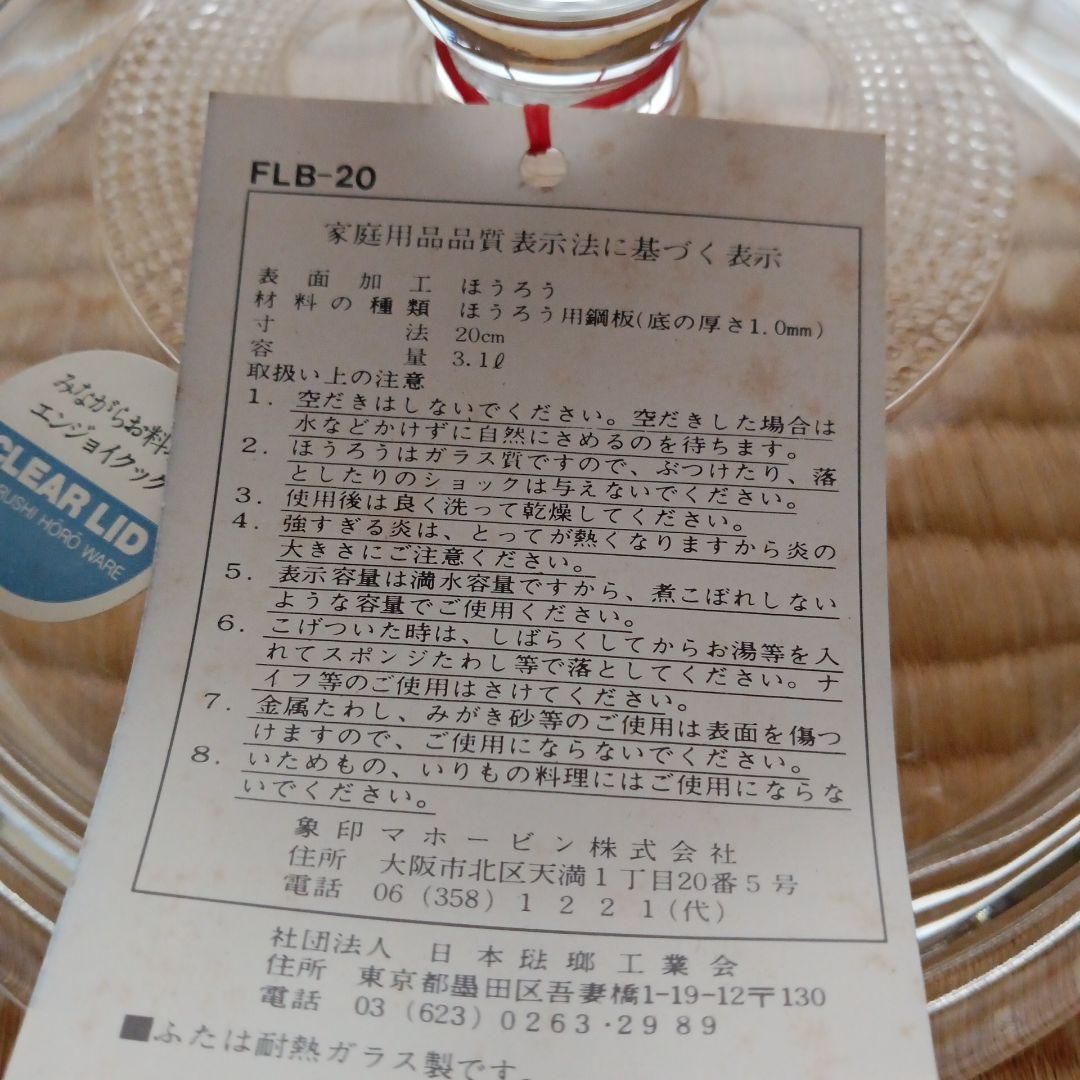 FLB-20
家庭用品品質表示法に基づく表示
表面加工 ほうろう
材料の種類 ほうろう用鋼板(底の厚さ1.0mm)
寸法 20cm
容量 3.1ℓ
取扱い上の注意
1. 空だきはしないでください。空だきした場合は
水などかけずに自然にさめるのを待ちます。
2. ほうろうはガラス質ですので、ぶつけたり、落
としたりのショックは与えないでください。
3. 使用後は良く洗って乾燥してください。
4. 強すぎる炎は、とってが熱くなりますから炎の
大きさにご注意ください。
5. 表示容量は満水容量ですから、煮こぼれしない
ような容量でご使用ください。
6. こげついた時は、しばらくしてからお湯等を入
れてスポンジたわし等で落としてください。ナ
イフ等のご使用はさけてください。
7. 金属たわし、みがき砂等のご使用は表面を傷つ
けますので、ご使用にならないでください。
8. いためもの、いりもの料理にはご使用にならな
いでください。
象印マホービン株式会社
住所 大阪市北区天満1丁目20番5号
電話 06(358)1221(代)
社団法人 日本琺瑯工業会
住所 東京都墨田区吾妻橋1-19-12〒130
電話 03(623)0263・2989
■ふたは耐熱ガラス製です。
みながらお料
エンジョイクッ
CLEAR LID
RUSHI HŌRŌ WARE